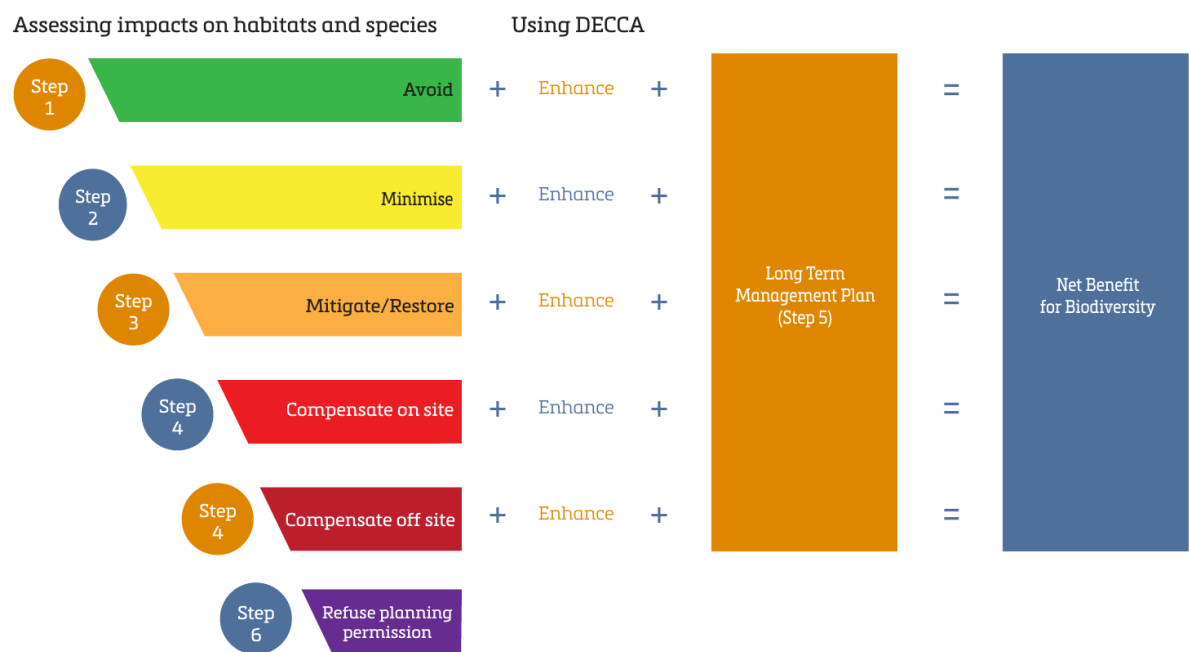 Assessing impacts on habitats and species
Using DECCA
Step
1
Avoid
+ Enhance +
=
Step
2
Minimise
+ Enhance +
=
Step
3
Mitigate/Restore
+ Enhance +
Long Term
Management Plan
(Step 5)
=
Net Benefit
for Biodiversity
Step
4
Compensate on site
+ Enhance +
=
Step
4
Compensate off site
+ Enhance +
=
Step
6
Refuse planning
permission